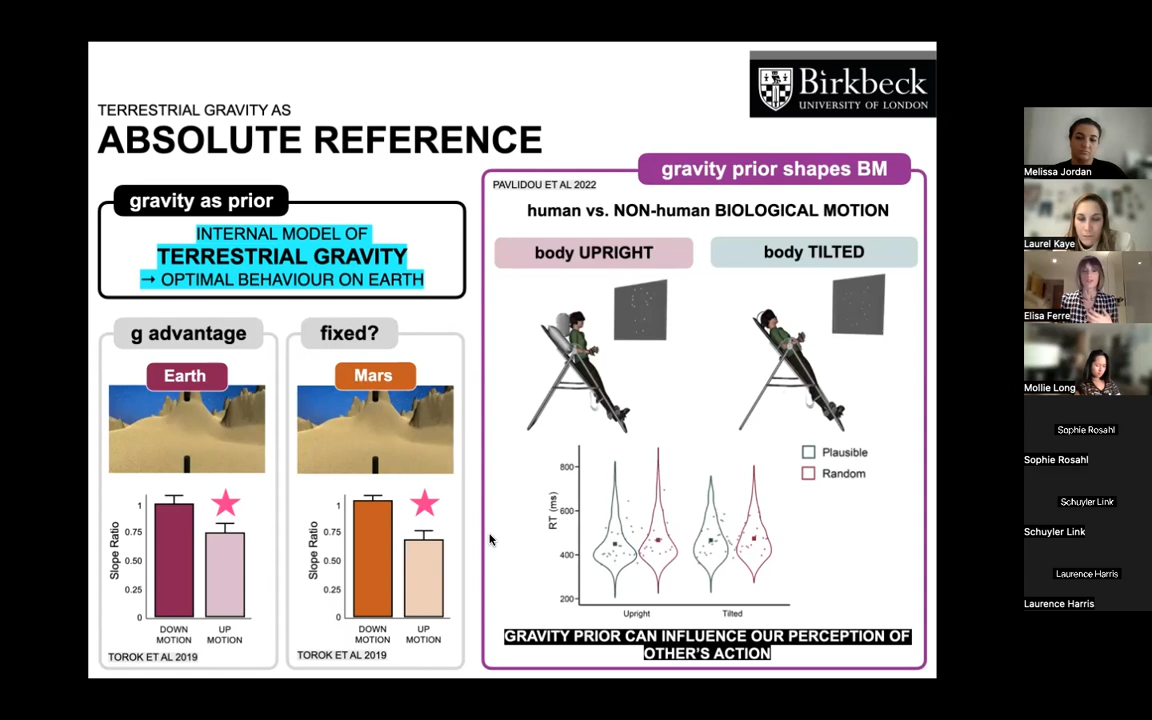 Birkbeck
UNIVERSITY OF LONDON
TERRESTRIAL GRAVITY AS
ABSOLUTE REFERENCE
gravity as prior
INTERNAL MODEL OF
TERRESTRIAL GRAVITY
→ OPTIMAL BEHAVIOUR ON EARTH
g advantage
Earth
Slope Ratio
1
0.75
0.50
0.25
0
DOWN
MOTION
UP
MOTION
TOROK ET AL 2019
fixed?
Mars
Slope Ratio
1
0.75
0.50
0.25
0
DOWN
MOTION
UP
MOTION
TOROK ET AL 2019
gravity prior shapes BM
PAVLIDOU ET AL 2022
human vs. NON-human BIOLOGICAL MOTION
body UPRIGHT
body TILTED
Plausible
Random
RT (ms)
800
600
400
200
Upright
Tilted
GRAVITY PRIOR CAN INFLUENCE OUR PERCEPTION OF
OTHER'S ACTION
Melissa Jordan
Laurel Kaye
Elisa Ferre
Mollie Long
Sophie Rosahl
Sophie Rosahl
Schuyler Link
Schuyler Link
Laurence Harris
Laurence Harris